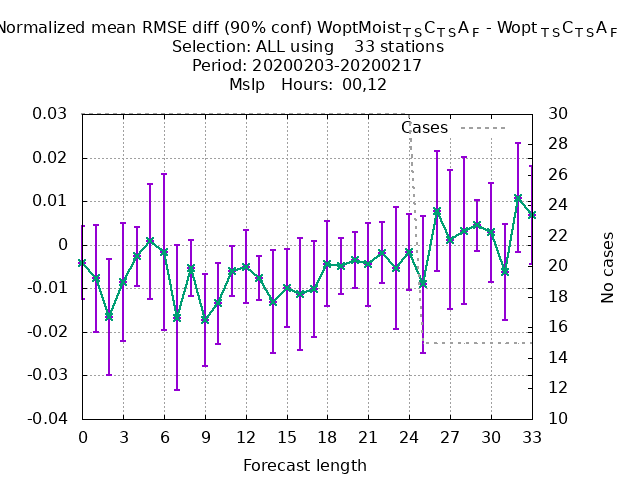 Normalized mean RMSE diff (90% conf) WoptMoist_TSC_TSA_F - Wopt_TSC_TSA_F
Selection: ALL using 33 stations
Period: 20200203-20200217
Mslp Hours: 00,12
Cases
0.03
0.02
0.01
0
-0.01
-0.02
-0.03
-0.04
30
28
26
24
22
20
18
16
14
12
10
No cases
0 3 6 9 12 15 18 21 24 27 30 33
Forecast length